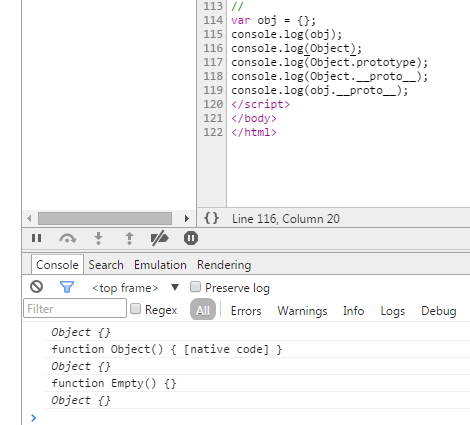 113 //
114 var obj = {};
115 console.log(obj);
116 console.log(Object);
117 console.log(Object.prototype);
118 console.log(Object.__proto__);
119 console.log(obj.__proto__);
120 </script>
121 </body>
122 </html>
{} Line 116, Column 20
Console Search Emulation Rendering
<top frame> ▼ Preserve log
Filter Regex All Errors Warnings Info Logs Debug
Object {}
function Object() { [native code] }
Object {}
function Empty() {}
Object {}
>